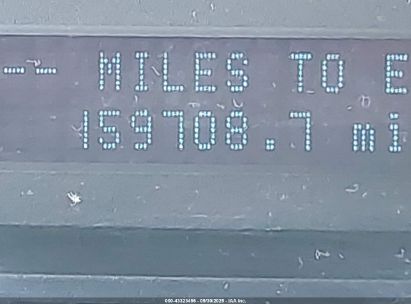 -- MILES TO E
159708.7 mi